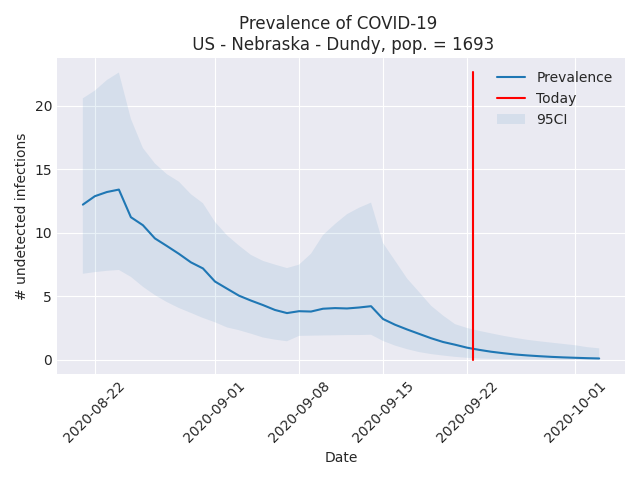 Prevalence of COVID-19
US - Nebraska - Dundy, pop. = 1693
# undetected infections
20
15
10
5
0
Prevalence
Today
95CI
2020-08-22
2020-09-01
2020-09-08
2020-09-15
2020-09-22
2020-10-01
Date